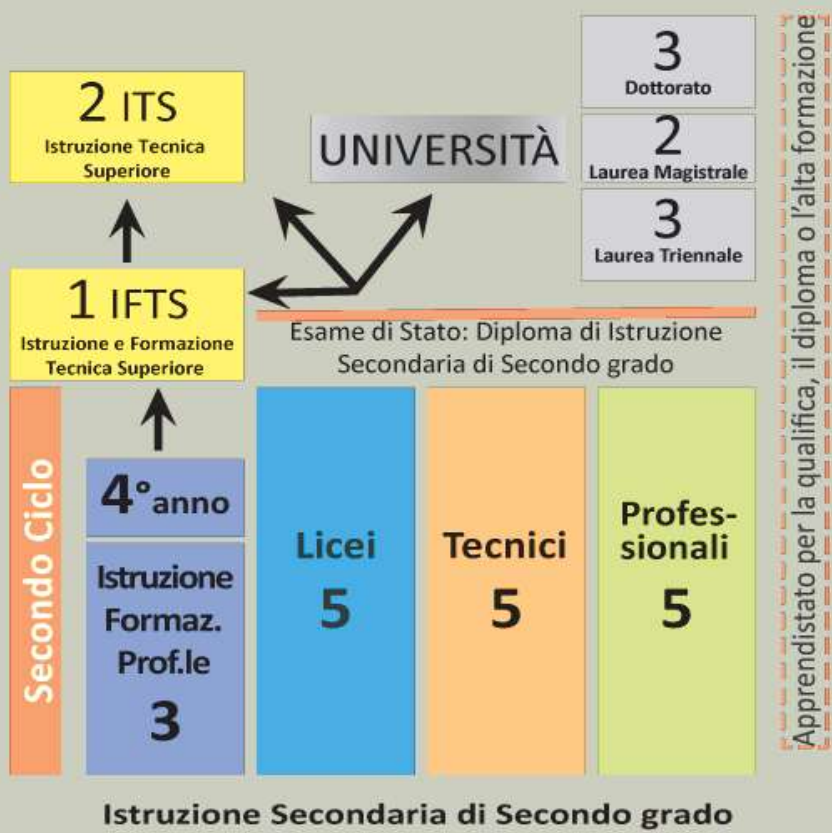 3
Dottorato
2 ITS
Istruzione Tecnica
Superiore
UNIVERSITÀ
2
Laurea Magistrale
3
Laurea Triennale
1 IFTS
Istruzione e Formazione
Tecnica Superiore
Esame di Stato: Diploma di Istruzione
Secondaria di Secondo grado
Secondo Ciclo
4°anno
Istruzione
Formaz.
Prof.le
3
Licei
5
Tecnici
5
Profes-
sionali
5
Apprendistato per la qualifica, il diploma o l'alta formazione
Istruzione Secondaria di Secondo grado